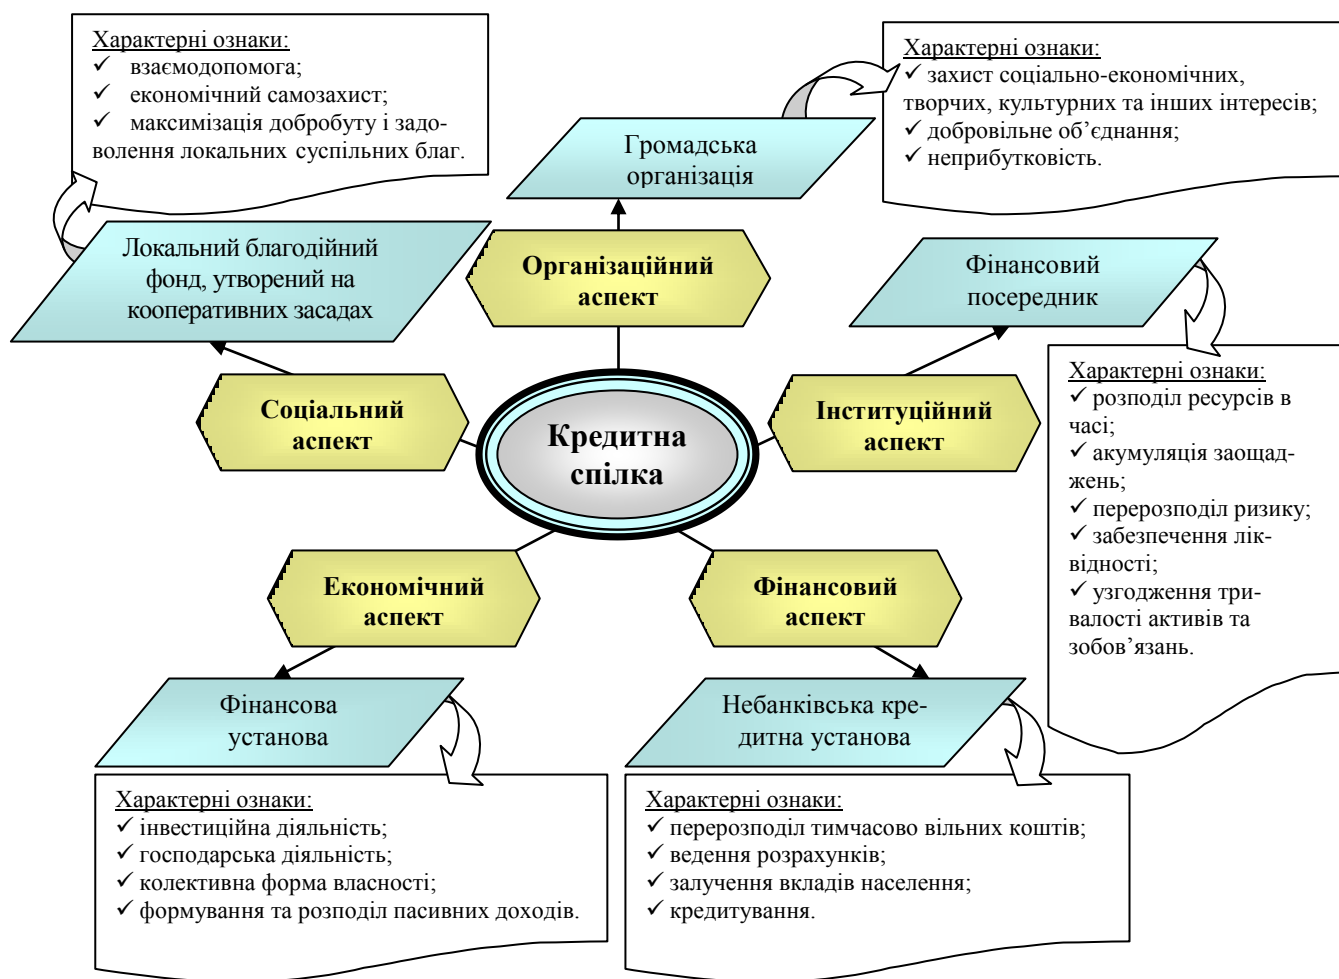 Характерні ознаки:
✓ взаємодопомога;
✓ економічний самозахист;
✓ максимізація добробуту і задо-
волення локальних суспільних благ.
Характерні ознаки:
✓ захист соціально-економічних,
творчих, культурних та інших інтересів;
✓ добровільне об’єднання;
✓ неприбутковість.
Громадська
організація
Локальний благодійний
фонд, утворений на
кооперативних засадах
Організаційний
аспект
Фінансовий
посередник
Соціальний
аспект
Кредитна
спілка
Інституційний
аспект
Характерні ознаки:
✓ розподіл ресурсів в
часі;
✓ акумуляція заощад-
жень;
✓ перерозподіл ризику;
✓ забезпечення лік-
відності;
✓ узгодження три-
валості активів та
зобов’язань.
Економічний
аспект
Фінансовий
аспект
Фінансова
установа
Небанківська кре-
дитна установа
Характерні ознаки:
✓ інвестиційна діяльність;
✓ господарська діяльність;
✓ колективна форма власності;
✓ формування та розподіл пасивних доходів.
Характерні ознаки:
✓ перерозподіл тимчасово вільних коштів;
✓ ведення розрахунків;
✓ залучення вкладів населення;
✓ кредитування.